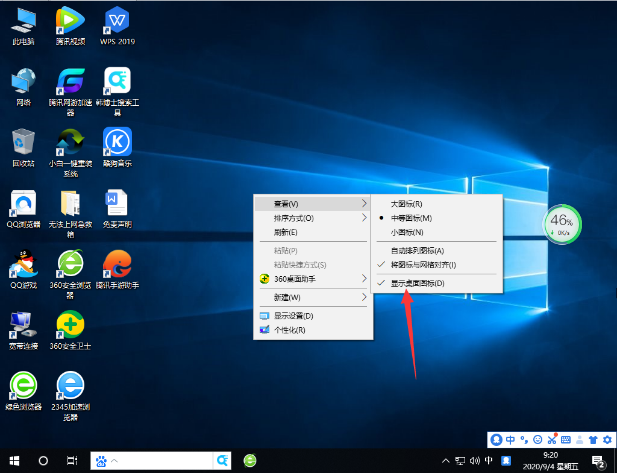 此电脑
腾讯视频
WPS 2019
网络
腾讯网游加速
器
韩博士搜索工
具
回收站
小白一键重装
系统
酷狗音乐
QQ浏览器
无法上网急救
箱
免责声明
QQ游戏
360安全浏览
器
腾讯手游助手
宽带连接
360安全卫士
绿色浏览器
2345加速浏
览器
查看(V)
排序方式(O)
刷新(E)
粘贴(P)
粘贴快捷方式(S)
360桌面助手
新建(W)
显示设置(D)
个性化(R)
大图标(R)
中等图标(M)
小图标(N)
自动排列图标(A)
将图标与网格对齐(I)
显示桌面图标(D)
46%
0K/s
中
中
9:20
2020/9/4 星期五
2